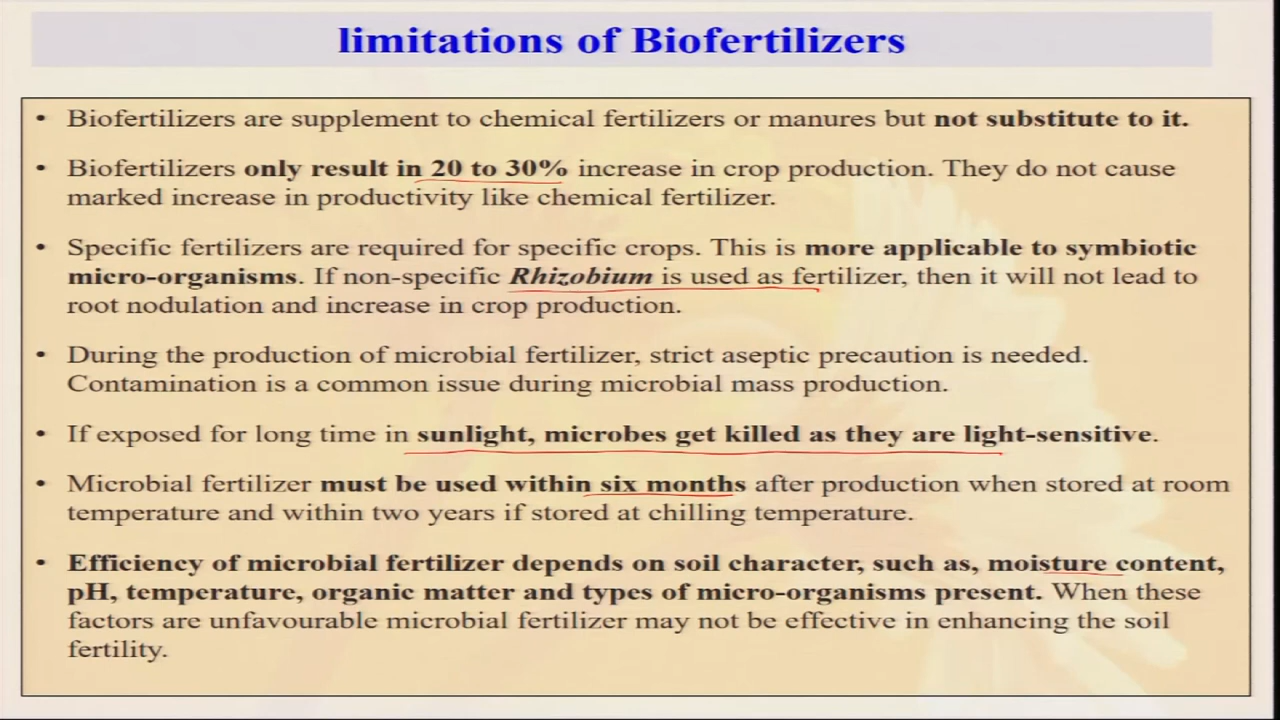 limitations of Biofertilizers
• Biofertilizers are supplement to chemical fertilizers or manures but not substitute to it.
• Biofertilizers only result in 20 to 30% increase in crop production. They do not cause
marked increase in productivity like chemical fertilizer.
• Specific fertilizers are required for specific crops. This is more applicable to symbiotic
micro-organisms. If non-specific Rhizobium is used as fertilizer, then it will not lead to
root nodulation and increase in crop production.
• During the production of microbial fertilizer, strict aseptic precaution is needed.
Contamination is a common issue during microbial mass production.
• If exposed for long time in sunlight, microbes get killed as they are light-sensitive.
• Microbial fertilizer must be used within six months after production when stored at room
temperature and within two years if stored at chilling temperature.
• Efficiency of microbial fertilizer depends on soil character, such as, moisture content,
pH, temperature, organic matter and types of micro-organisms present. When these
factors are unfavourable microbial fertilizer may not be effective in enhancing the soil
fertility.